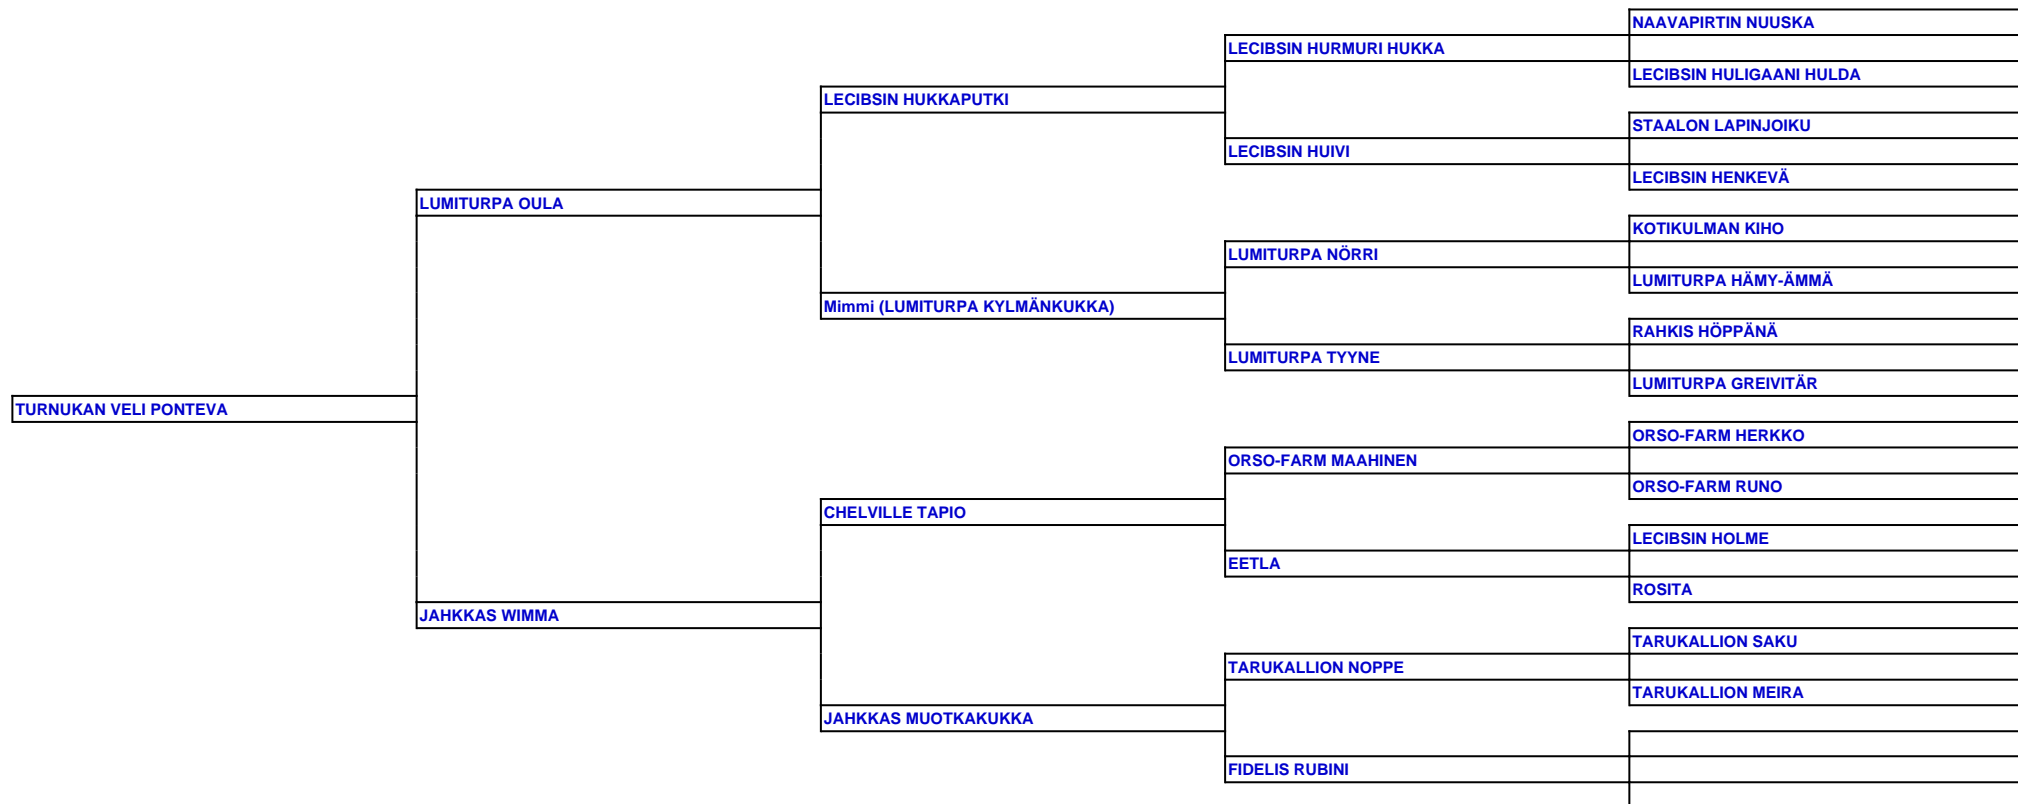 NAAVAPIRTIN NUUSKA
LECIBSIN HURMURI HUKKA
LECIBSIN HULIGAANI HULDA
LECIBSIN HUKKAPUTKI
STAALON LAPINJOIKU
LECIBSIN HUIVI
LECIBSIN HENKEVÄ
LUMITURPA OULA
KOTIKULMAN KIHO
LUMITURPA NÖRRI
LUMITURPA HÄMY-ÄMMÄ
Mimmi (LUMITURPA KYLMÄNKUKKA)
RAHKIS HÖPPÄNÄ
LUMITURPA TYYNE
LUMITURPA GREIVITÄR
TURNUKAN VELI PONTEVA
ORSO-FARM HERKKO
ORSO-FARM MAAHINEN
ORSO-FARM RUNO
CHELVILLE TAPIO
LECIBSIN HOLME
EETLA
ROSITA
JAHKKAS WIMMA
TARUKALLION SAKU
TARUKALLION NOPPE
TARUKALLION MEIRA
JAHKKAS MUOTKAKUKKA
FIDELIS RUBINI